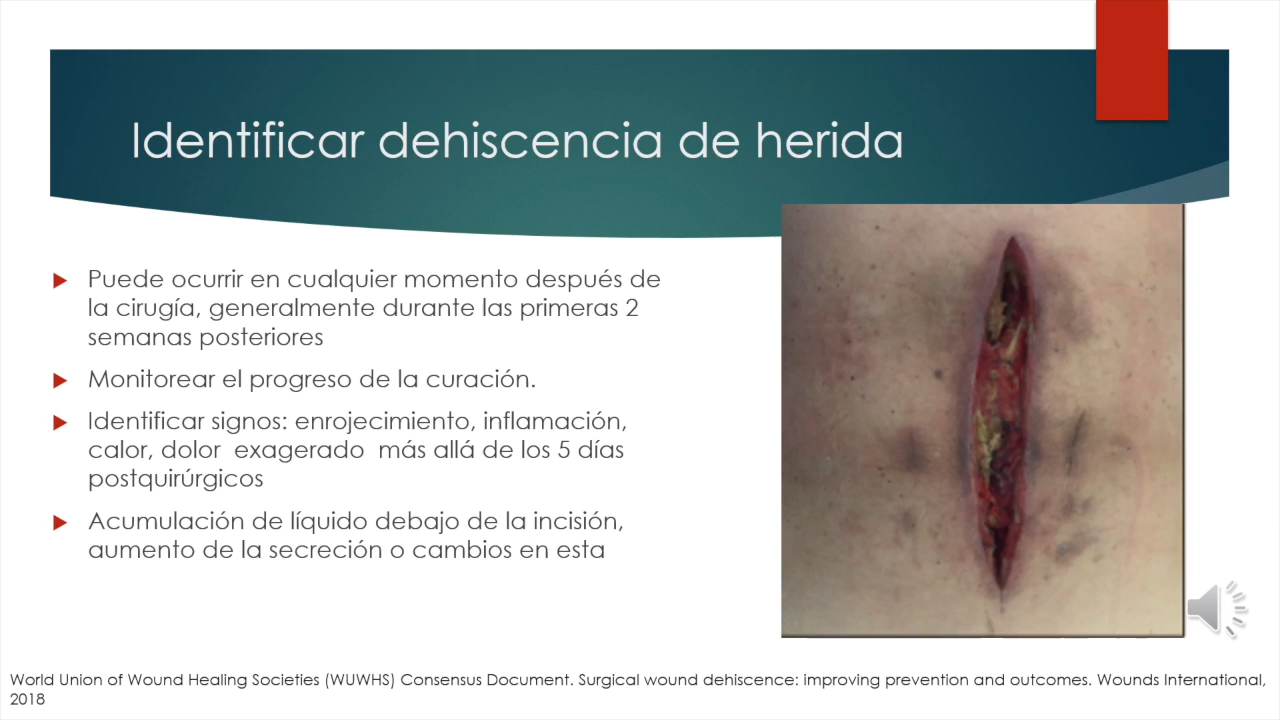 Identificar dehiscencia de herida
Puede ocurrir en cualquier momento después de
la cirugía, generalmente durante las primeras 2
semanas posteriores
Monitorear el progreso de la curación.
Identificar signos: enrojecimiento, inflamación,
calor, dolor  exagerado  más allá de los 5 días
postquirúrgicos
Acumulación de líquido debajo de la incisión,
aumento de la secreción o cambios en esta
World Union of Wound Healing Societies (WUWHS) Consensus Document. Surgical wound dehiscence: improving prevention and outcomes. Wounds International,
2018